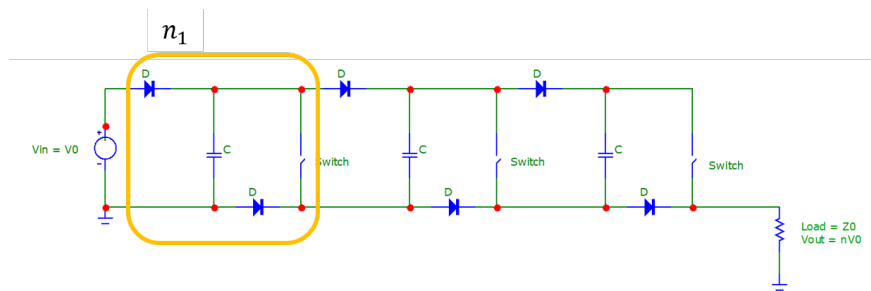 n₁
D
D
D
+
Vin = V0
-
C
Switch
C
Switch
C
Switch
D
D
D
Load = Z0
Vout = nV0